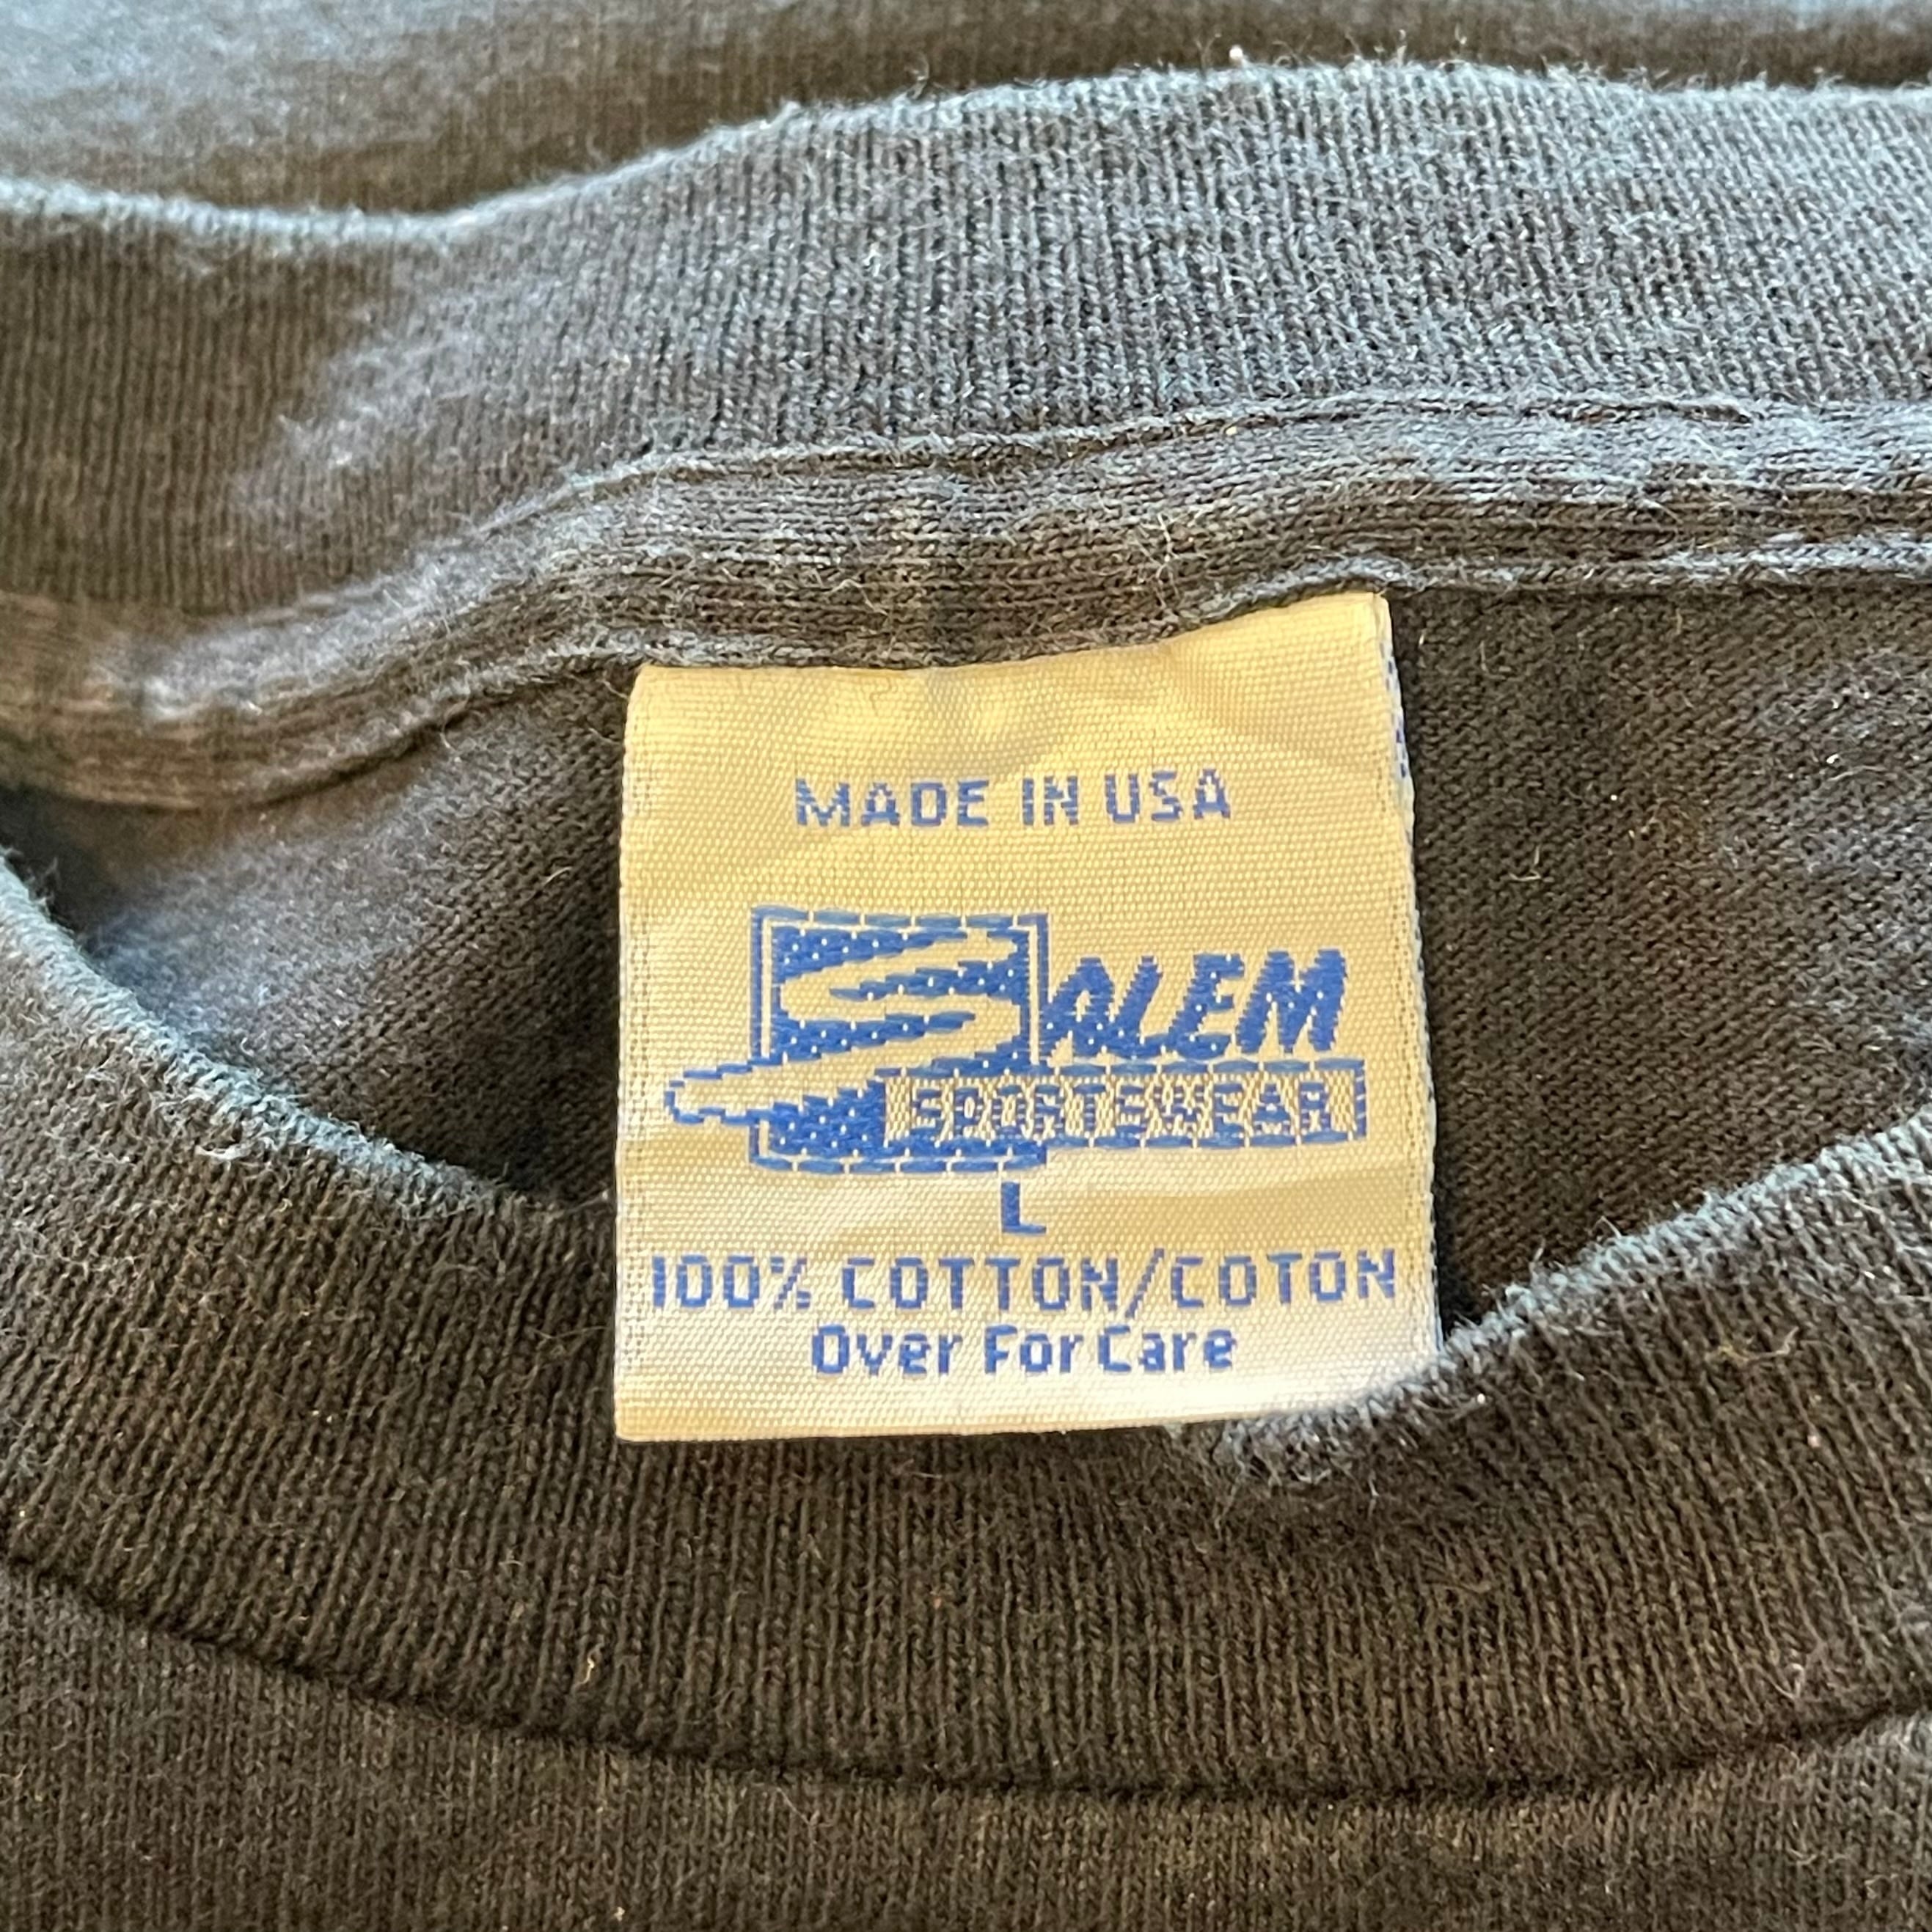 MADE IN USA
SALEM
SPORTSWEAR
L
100% COTTON/COTON
Over For Care